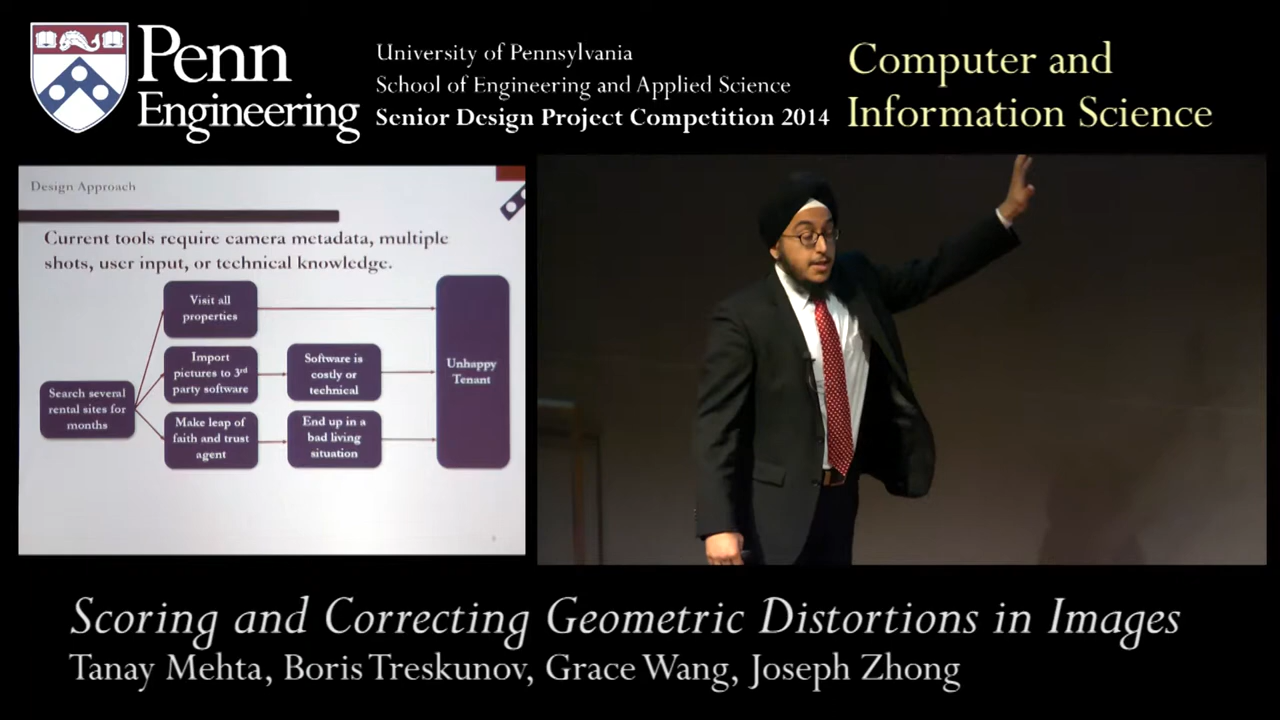 Penn
Engineering
University of Pennsylvania
School of Engineering and Applied Science
Senior Design Project Competition 2014
Computer and
Information Science
Design Approach
Current tools require camera metadata, multiple
shots, user input, or technical knowledge.
Visit all
properties
Import
pictures to 3rd
party software
Software is
costly or
technical
Unhappy
Tenant
Search several
rental sites for
months
Make leap of
faith and trust
agent
End up in a
bad living
situation
Scoring and Correcting Geometric Distortions in Images
Tanay Mehta, Boris Treskunov, Grace Wang, Joseph Zhong